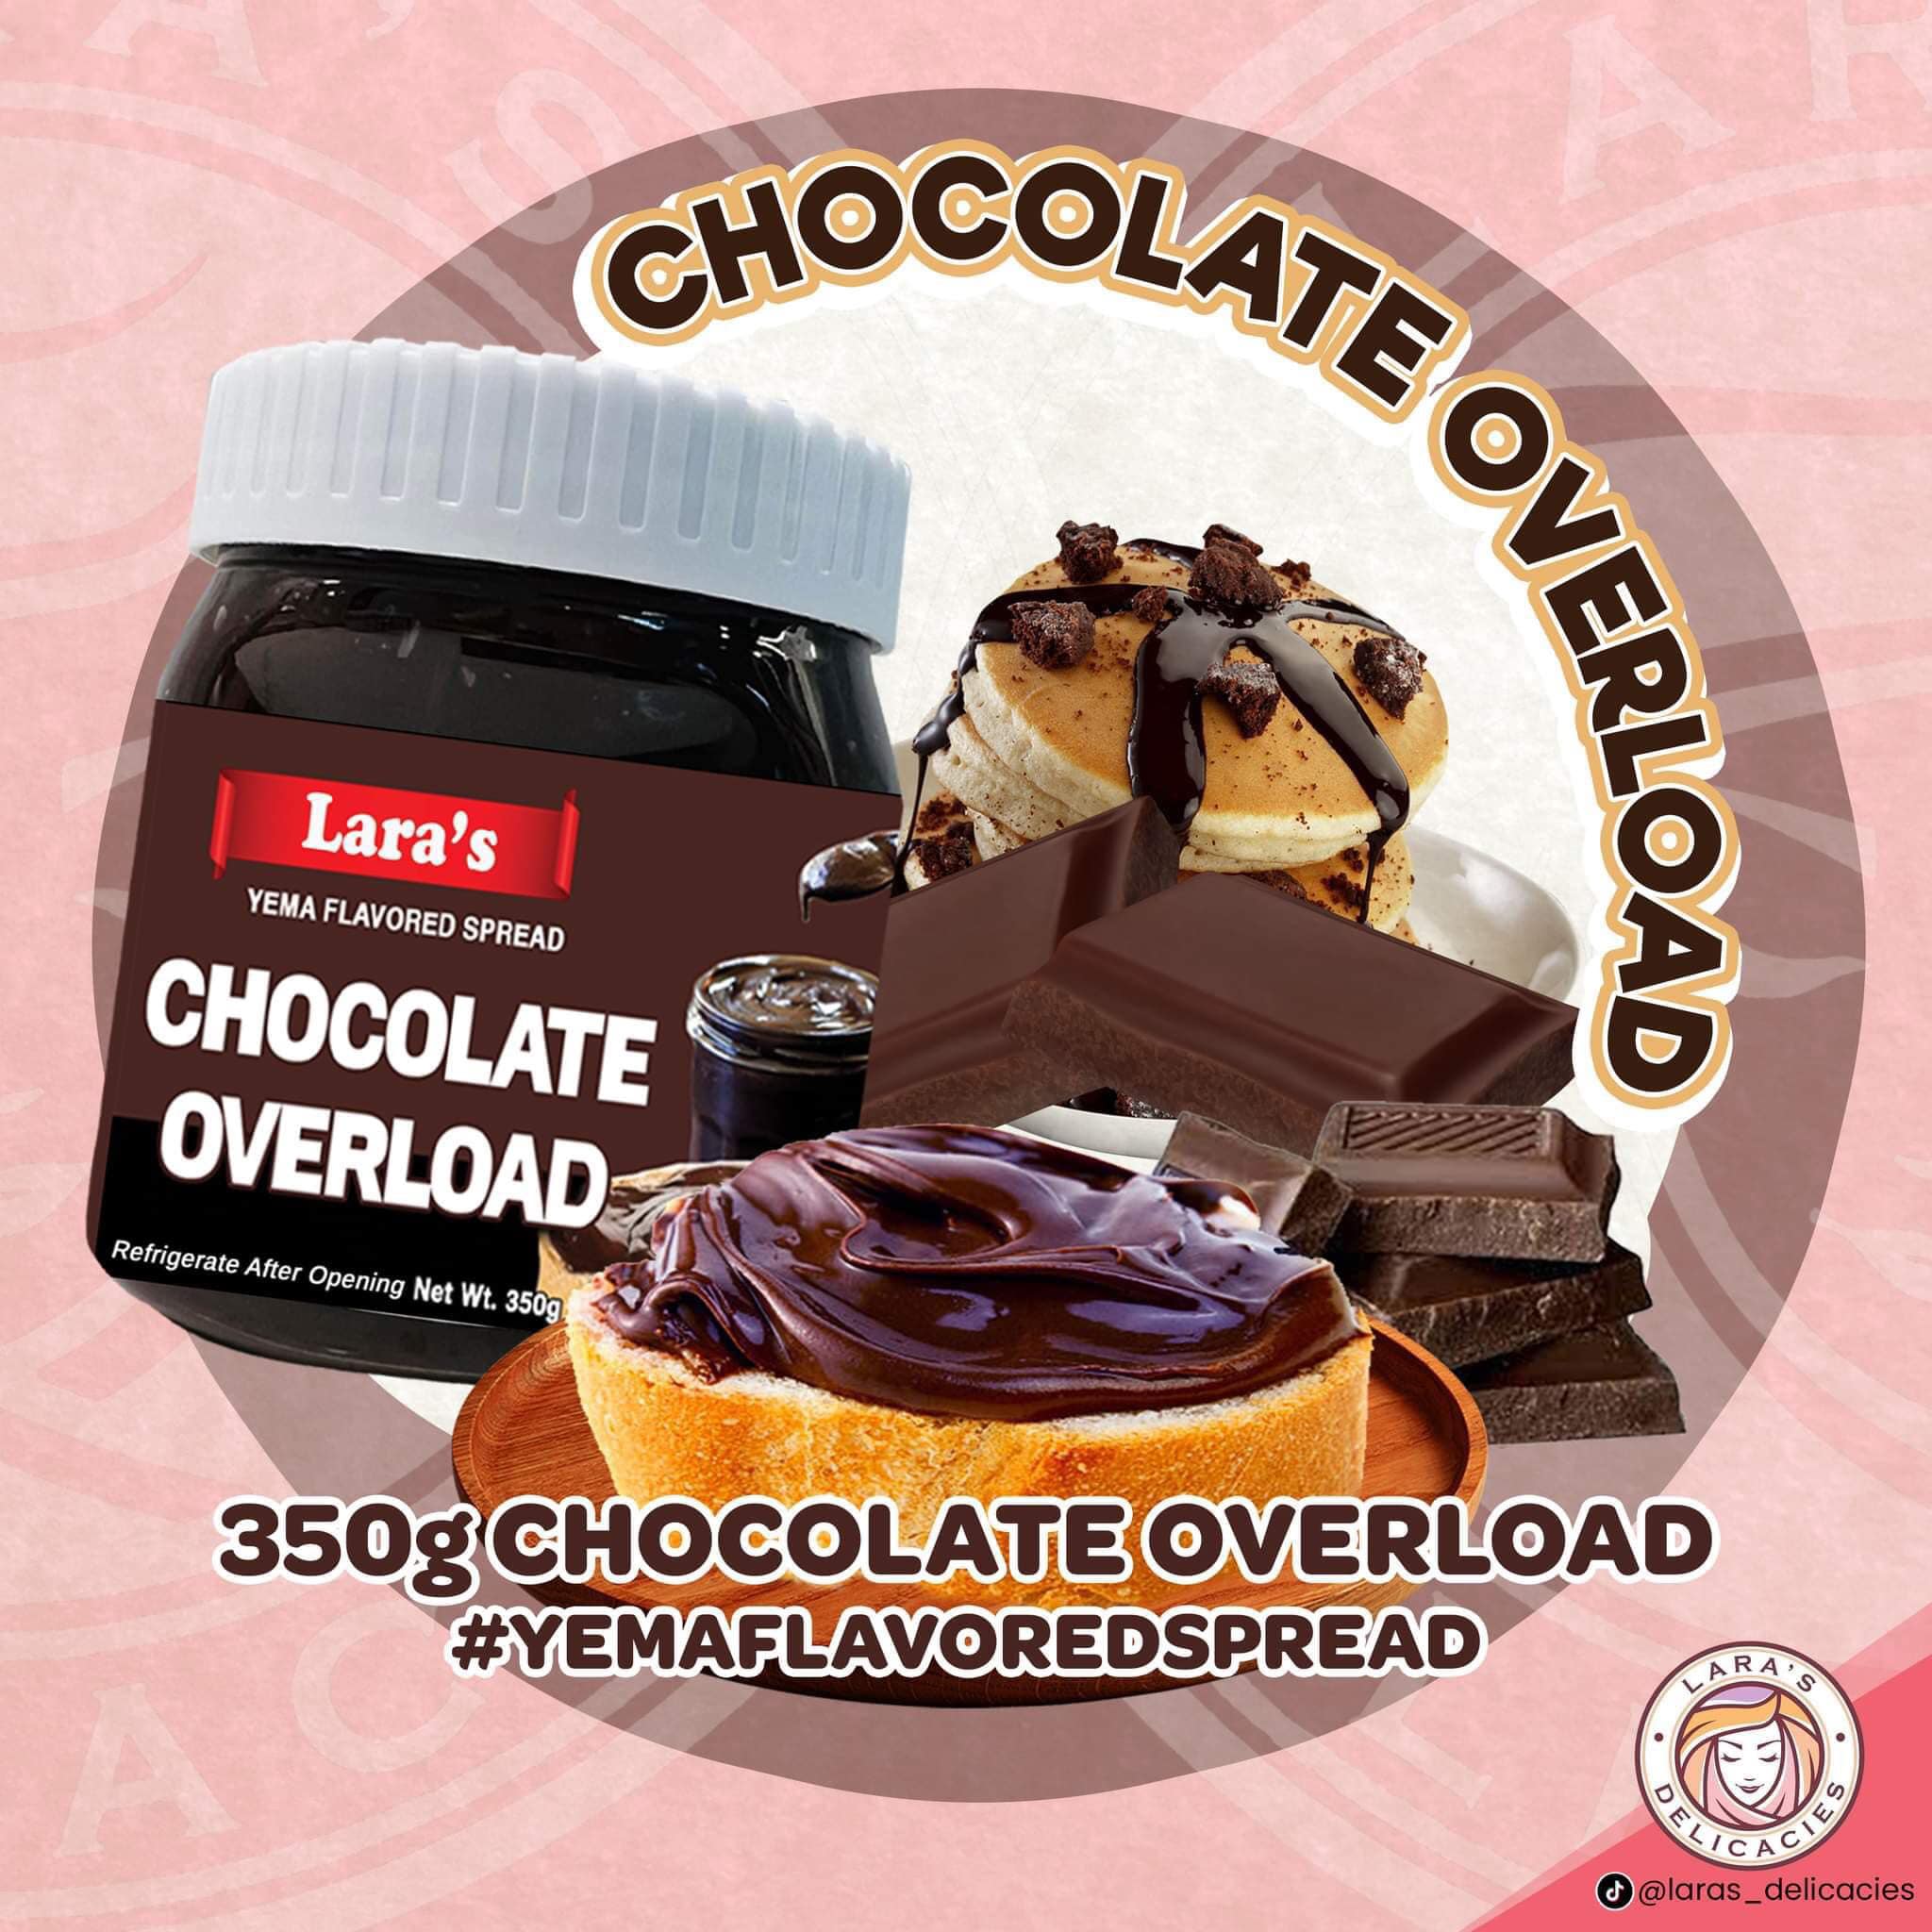 CHOCOLATE OVERLOAD
Lara's
YEMA FLAVORED SPREAD
CHOCOLATE
OVERLOAD
Refrigerate After Opening Net Wt. 350g
350g CHOCOLATE OVERLOAD
#YEMAFLAVOREDSPREAD
LARA'S
DELICACIES
@laras_delicacies